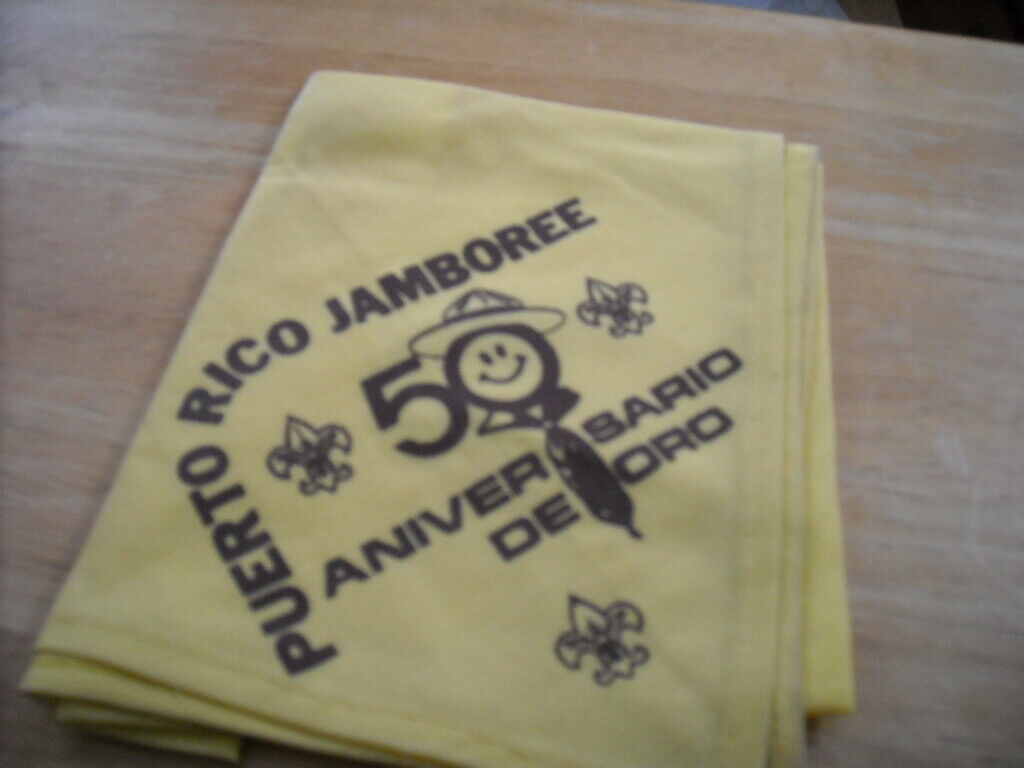 PUERTO RICO JAMBOREE
50
ANIVERSARIO
DE ORO